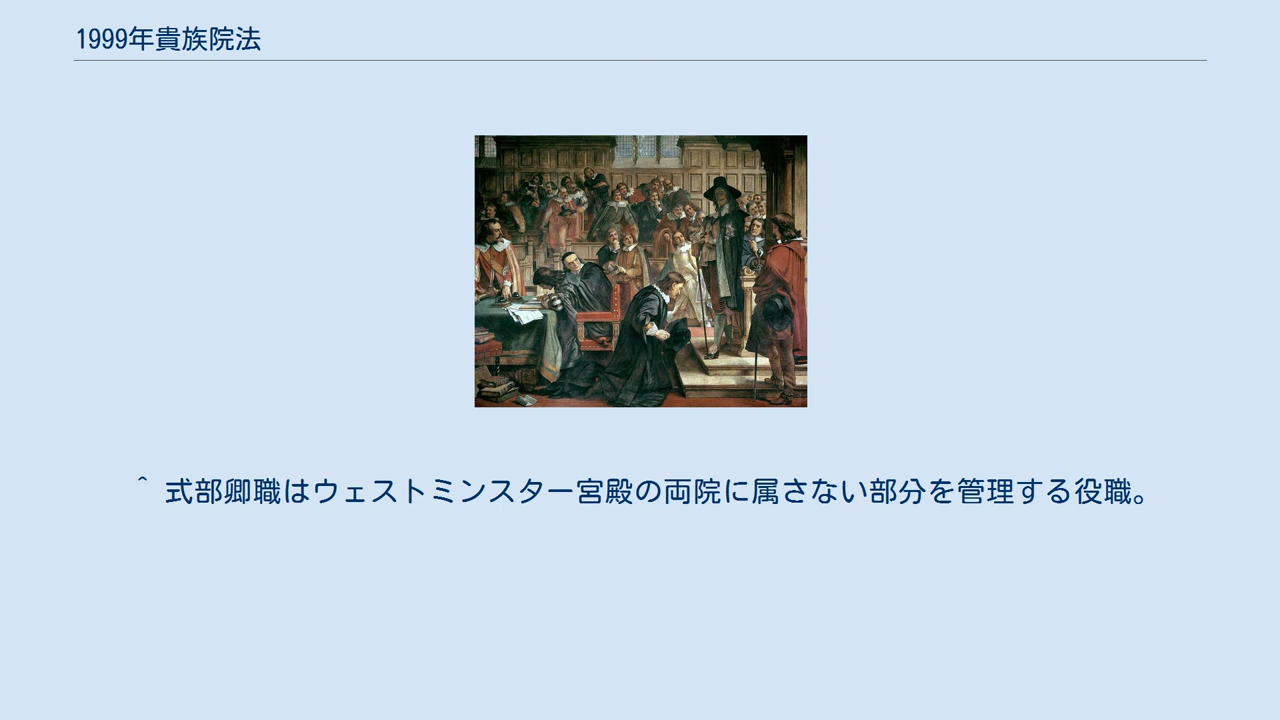 1999年貴族院法
^ 式部卿職はウェストミンスター宮殿の両院に属さない部分を管理する役職。